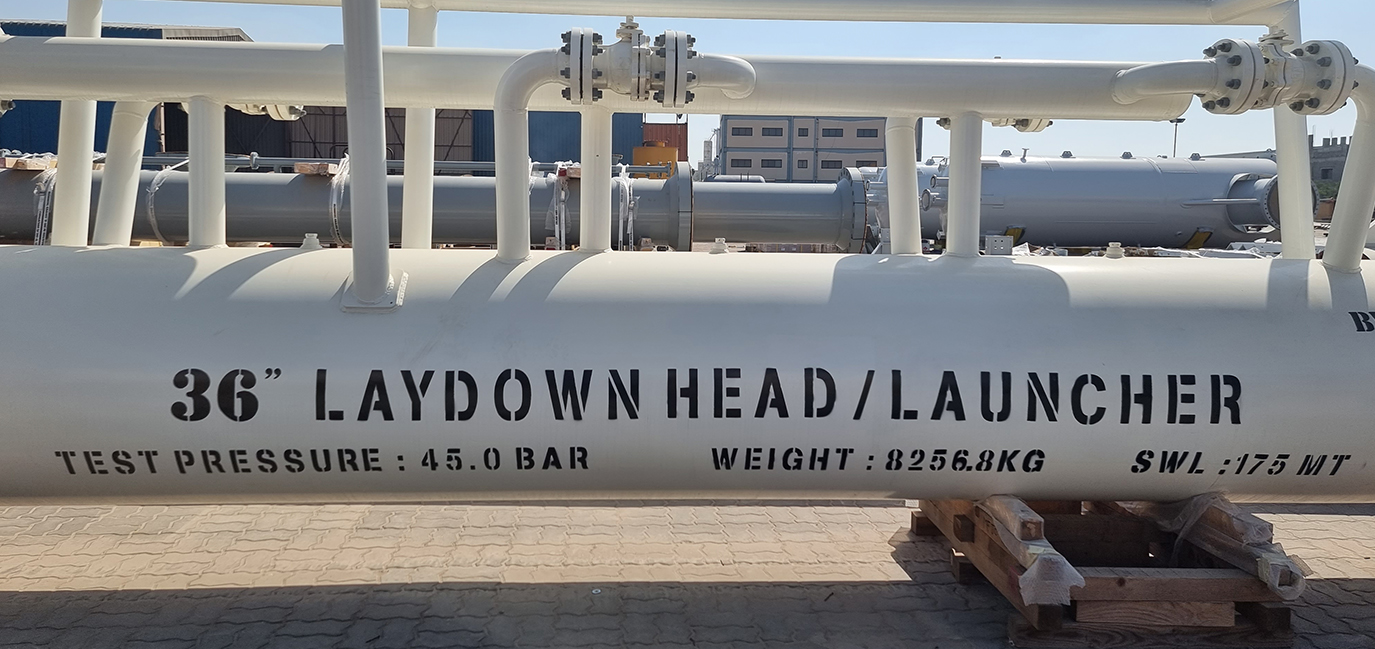 36” LAYDOWN HEAD/LAUNCHER
TEST PRESSURE : 45.0 BAR WEIGHT : 8256.8KG SWL : 175 MT